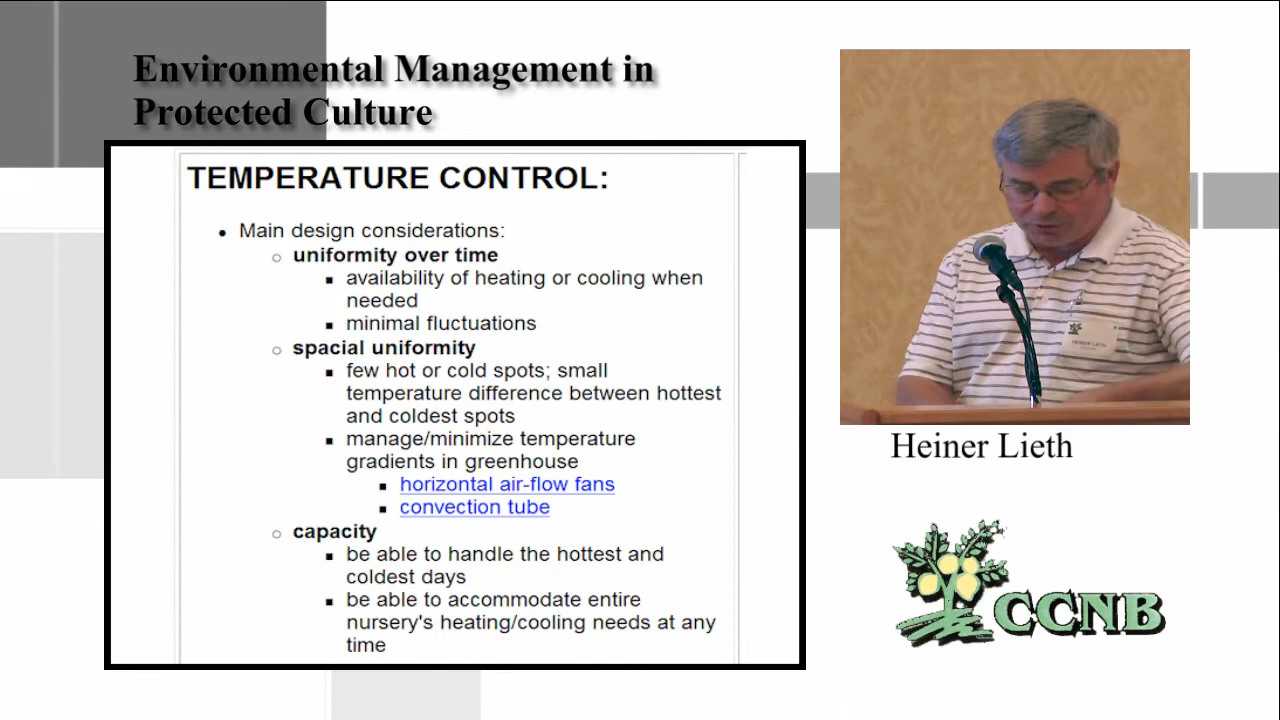 Environmental Management in
Protected Culture
TEMPERATURE CONTROL:
Main design considerations:
uniformity over time
availability of heating or cooling when
needed
minimal fluctuations
spacial uniformity
few hot or cold spots; small
temperature difference between hottest
and coldest spots
manage/minimize temperature
gradients in greenhouse
horizontal air-flow fans
convection tube
capacity
be able to handle the hottest and
coldest days
be able to accommodate entire
nursery's heating/cooling needs at any
time
HEINER LIETH
Heiner Lieth
CCNB